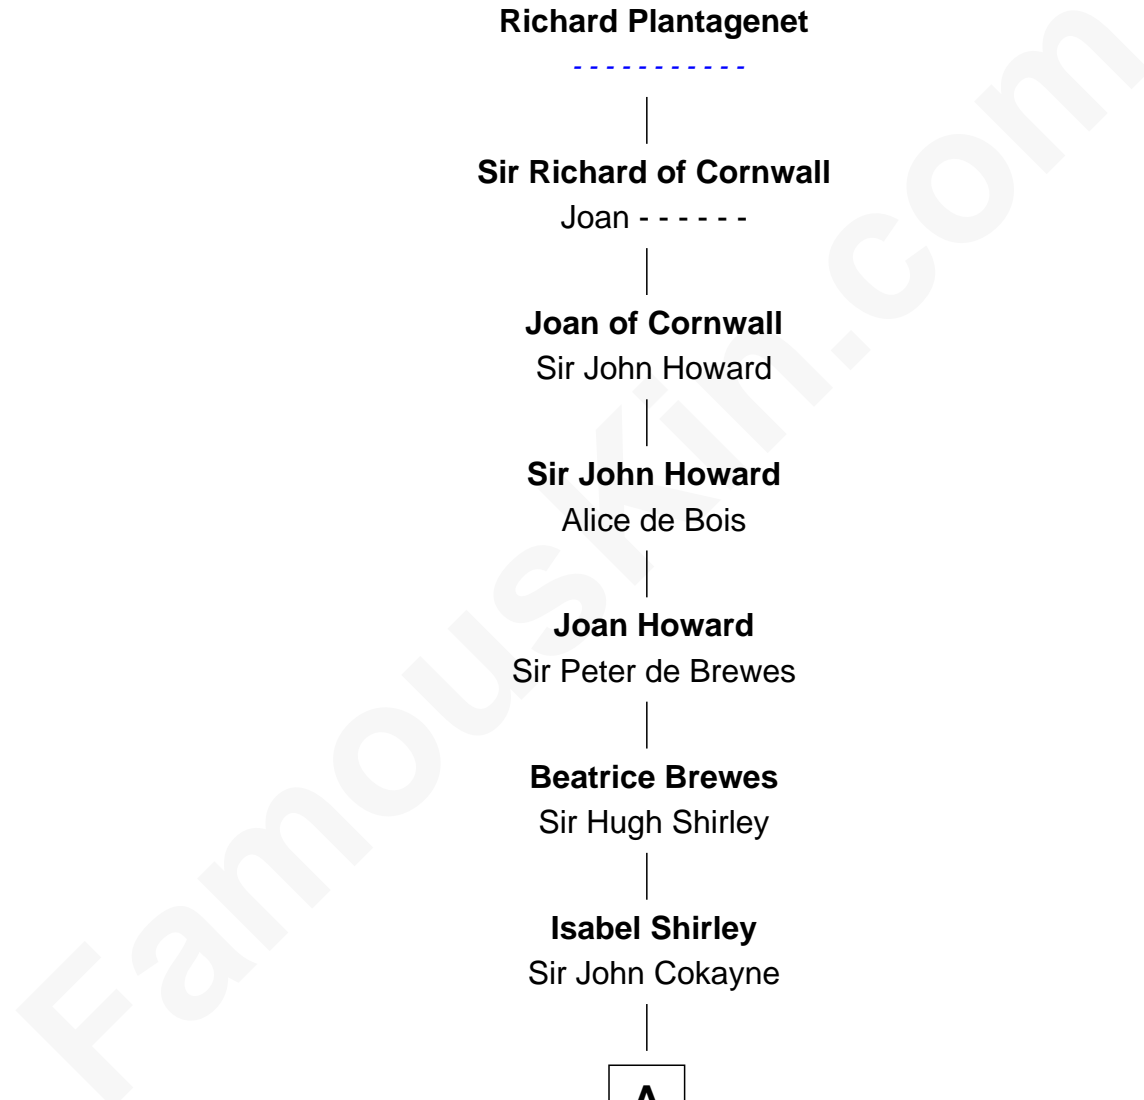 Richard Plantagenet
- - - - - - - - - - -
Sir Richard of Cornwall
Joan - - - - - -
Joan of Cornwall
Sir John Howard
Sir John Howard
Alice de Bois
Joan Howard
Sir Peter de Brewes
Beatrice Brewes
Sir Hugh Shirley
Isabel Shirley
Sir John Cokayne
A
FamousKin.com